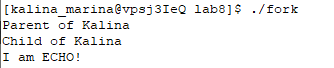 [kalina_marina@vpsj3IeQ lab8]$ ./fork
Parent of Kalina
Child of Kalina
I am ECHO!